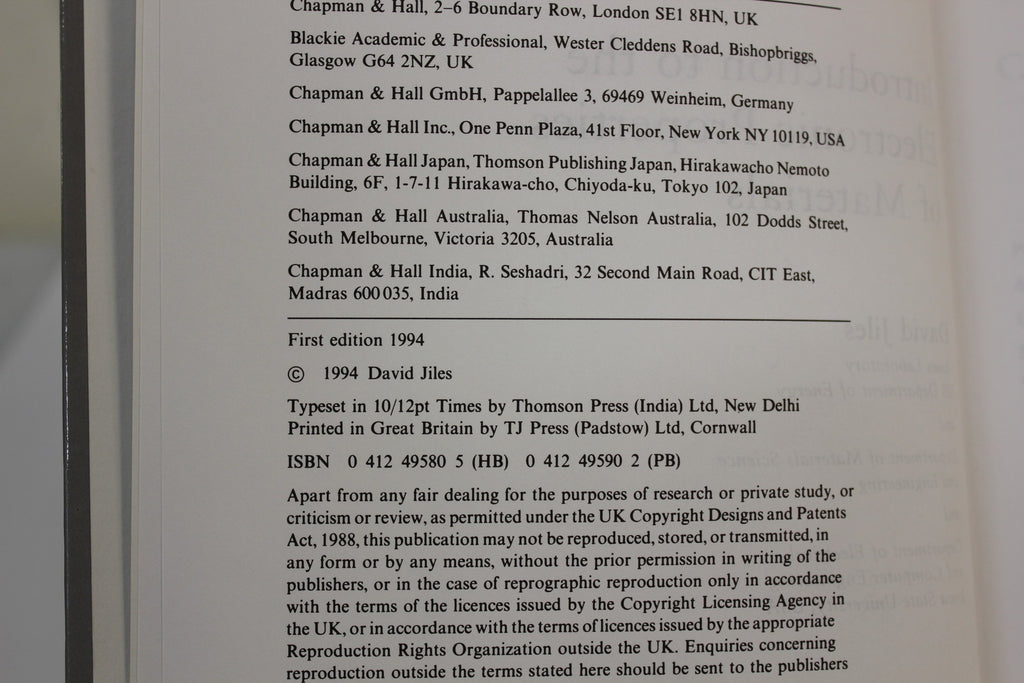 Chapman & Hall, 2–6 Boundary Row, London SE1 8HN, UK
Blackie Academic & Professional, Wester Cleddens Road, Bishopbriggs,
Glasgow G64 2NZ, UK
Chapman & Hall GmbH, Pappelallee 3, 69469 Weinheim, Germany
Chapman & Hall Inc., One Penn Plaza, 41st Floor, New York NY 10119, USA
Chapman & Hall Japan, Thomson Publishing Japan, Hirakawacho Nemoto
Building, 6F, 1-7-11 Hirakawa-cho, Chiyoda-ku, Tokyo 102, Japan
Chapman & Hall Australia, Thomas Nelson Australia, 102 Dodds Street,
South Melbourne, Victoria 3205, Australia
Chapman & Hall India, R. Seshadri, 32 Second Main Road, CIT East,
Madras 600 035, India
First edition 1994
© 1994 David Jiles
Typeset in 10/12pt Times by Thomson Press (India) Ltd, New Delhi
Printed in Great Britain by TJ Press (Padstow) Ltd, Cornwall
ISBN 0 412 49580 5 (HB) 0 412 49590 2 (PB)
Apart from any fair dealing for the purposes of research or private study, or
criticism or review, as permitted under the UK Copyright Designs and Patents
Act, 1988, this publication may not be reproduced, stored, or transmitted, in
any form or by any means, without the prior permission in writing of the
publishers, or in the case of reprographic reproduction only in accordance
with the terms of the licences issued by the Copyright Licensing Agency in
the UK, or in accordance with the terms of licences issued by the appropriate
Reproduction Rights Organization outside the UK. Enquiries concerning
reproduction outside the terms stated here should be sent to the publishers